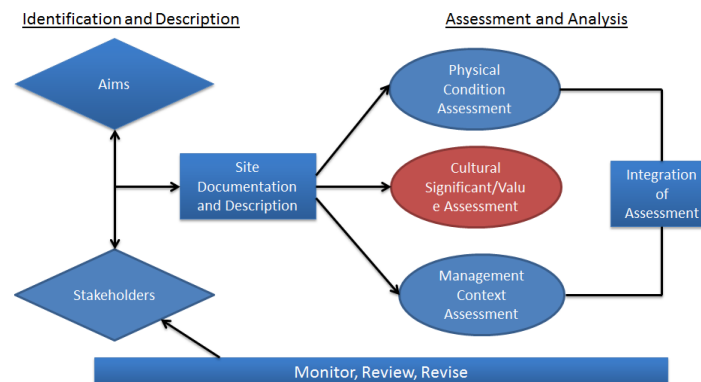 Identification and Description
Assessment and Analysis
Aims
Physical
Condition
Assessment
Site
Documentation
and Description
Cultural
Significant/Valu
e Assessment
Integration
of
Assessment
Stakeholders
Management
Context
Assessment
Monitor, Review, Revise